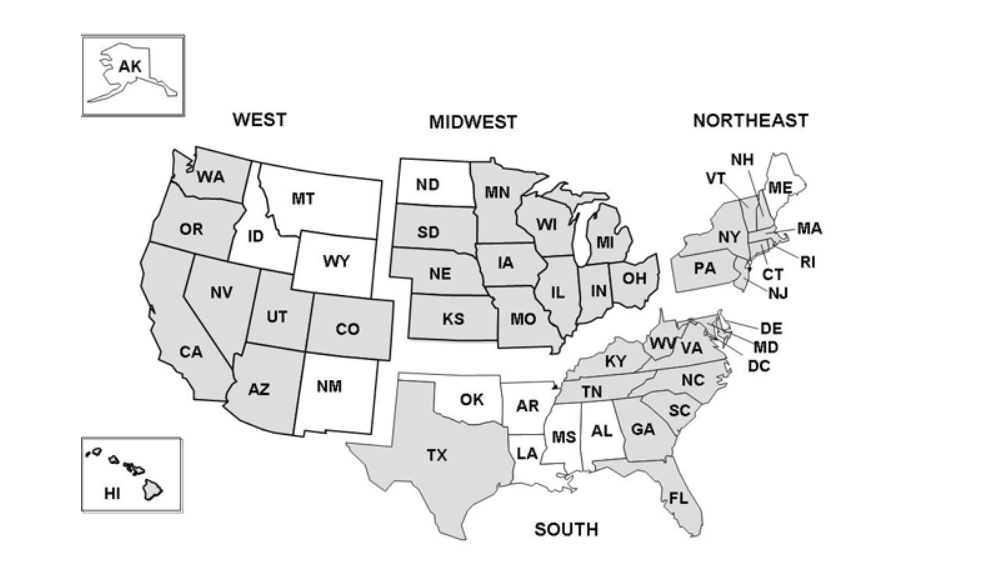 AK
WEST
MIDWEST
NORTHEAST
NH
VT
ME
WA
MT
ND
MN
OR
ID
SD
WI
MI
NY
MA
WY
NE
IA
PA
RI
CT
NV
IL
IN
OH
NJ
UT
CO
KS
MO
DE
CA
WV
VA
MD
KY
DC
AZ
NM
OK
AR
TN
NC
SC
TX
LA
MS
AL
GA
HI
FL
SOUTH